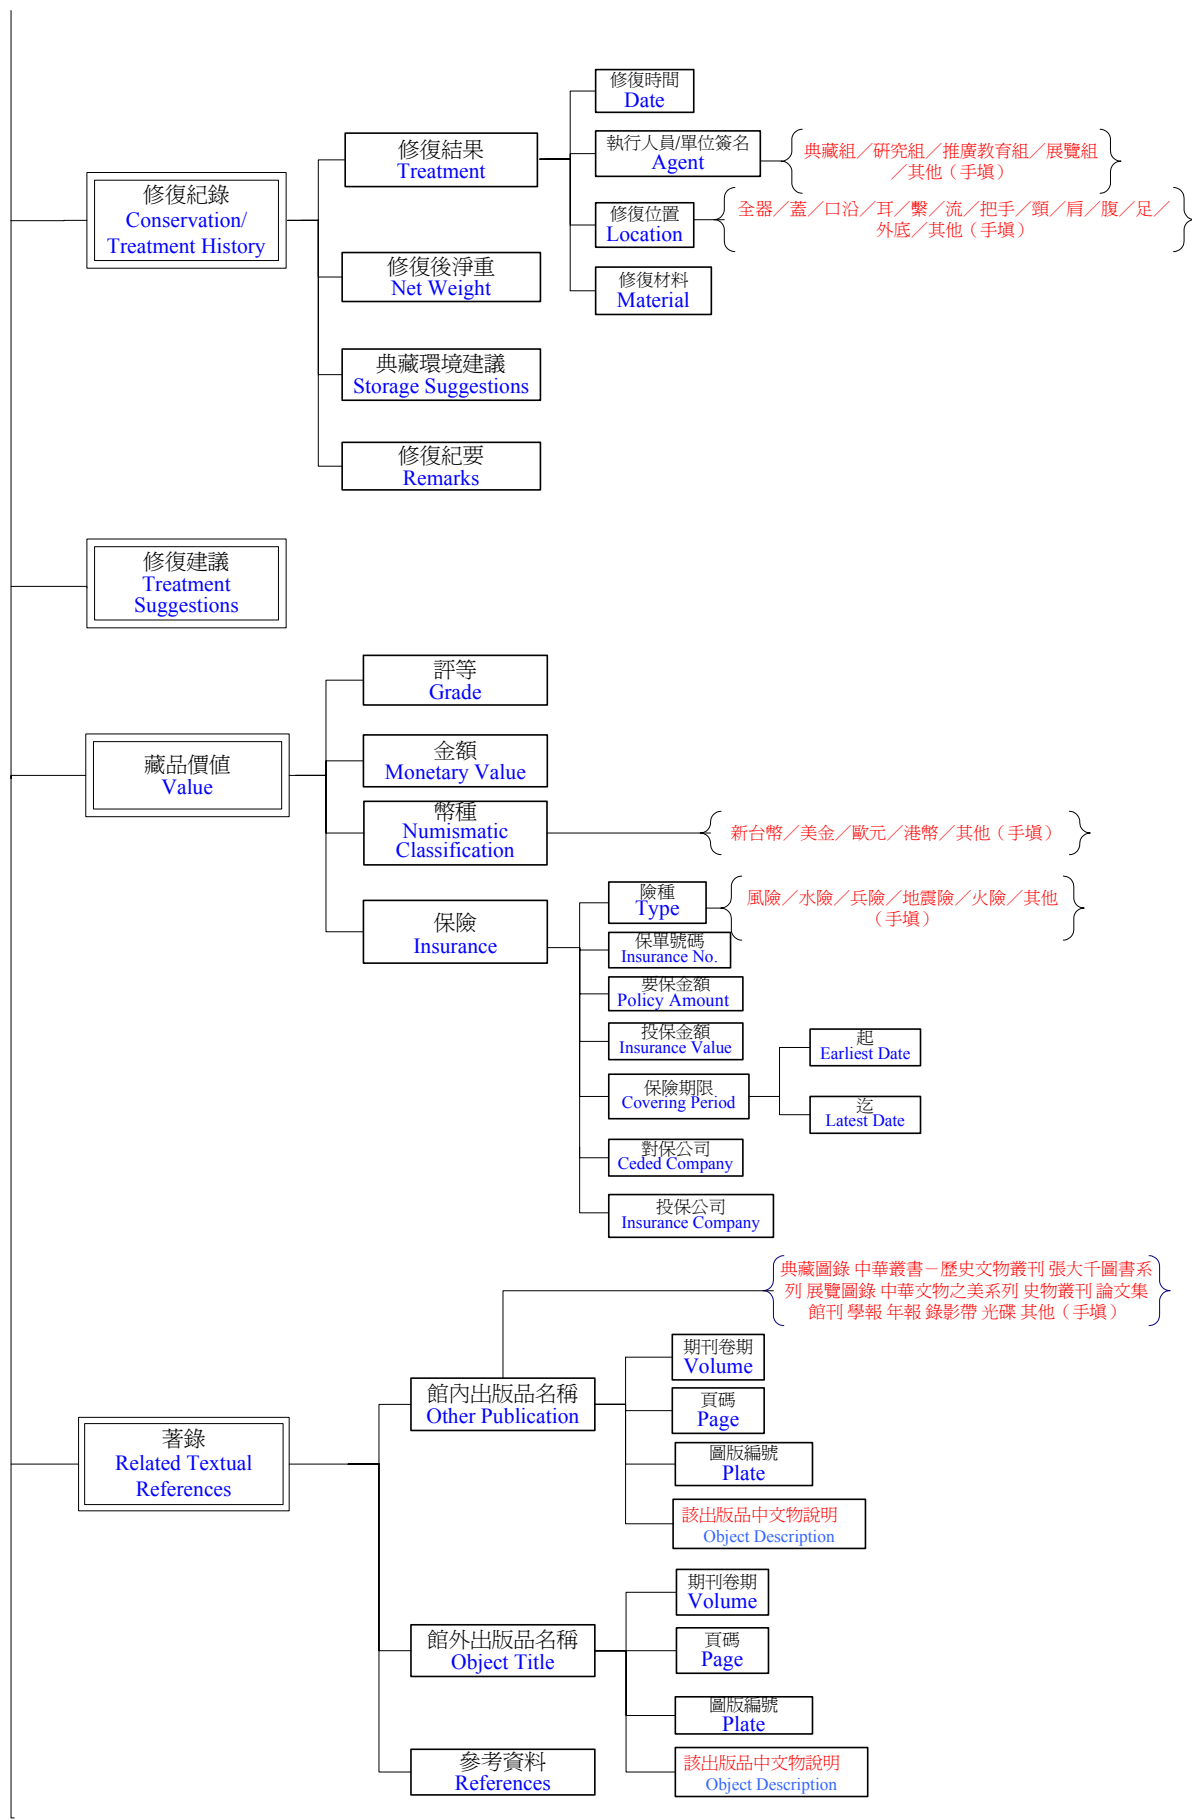 修復時間
Date
執行人員/單位簽名
Agent
典藏組／研究組／推廣教育組／展覽組
／其他（手填）
修復結果
Treatment
修復紀錄
Conservation/
Treatment History
修復位置
Location
全器／蓋／口沿／耳／繫／流／把手／頸／肩／腹／足／
外底／其他（手填）
修復後淨重
Net Weight
修復材料
Material
典藏環境建議
Storage Suggestions
修復紀要
Remarks
修復建議
Treatment
Suggestions
評等
Grade
藏品價值
Value
金額
Monetary Value
幣種
Numismatic
Classification
新台幣／美金／歐元／港幣／其他（手填）
保險
Insurance
險種
Type
風險／水險／兵險／地震險／火險／其他
（手填）
保單號碼
Insurance No.
要保金額
Policy Amount
投保金額
Insurance Value
起
Earliest Date
保險期限
Covering Period
迄
Latest Date
對保公司
Ceded Company
投保公司
Insurance Company
典藏圖錄 中華叢書－歷史文物叢刊 張大千圖書系
列 展覽圖錄 中華文物之美系列 史物叢刊 論文集
館刊 學報 年報 錄影帶 光碟 其他（手填）
期刊卷期
Volume
館內出版品名稱
Other Publication
頁碼
Page
著錄
Related Textual
References
圖版編號
Plate
該出版品中文物說明
Object Description
期刊卷期
Volume
館外出版品名稱
Object Title
頁碼
Page
圖版編號
Plate
參考資料
References
該出版品中文物說明
Object Description